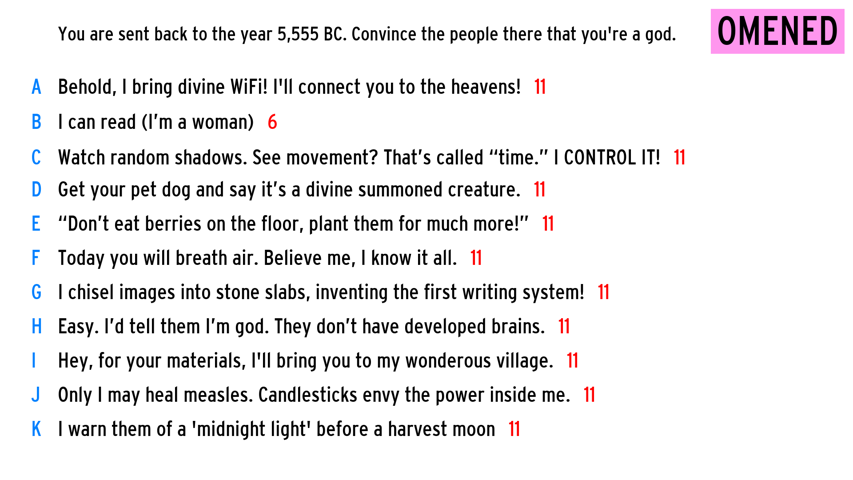 You are sent back to the year 5,555 BC. Convince the people there that you're a god.
OMENED
A Behold, I bring divine WiFi! I'll connect you to the heavens! 11
B I can read (I'm a woman) 6
C Watch random shadows. See movement? That's called “time.” I CONTROL IT! 11
D Get your pet dog and say it's a divine summoned creature. 11
E “Don't eat berries on the floor, plant them for much more!” 11
F Today you will breath air. Believe me, I know it all. 11
G I chisel images into stone slabs, inventing the first writing system! 11
H Easy. I'd tell them I'm god. They don't have developed brains. 11
I Hey, for your materials, I'll bring you to my wonderous village. 11
J Only I may heal measles. Candlesticks envy the power inside me. 11
K I warn them of a 'midnight light' before a harvest moon 11